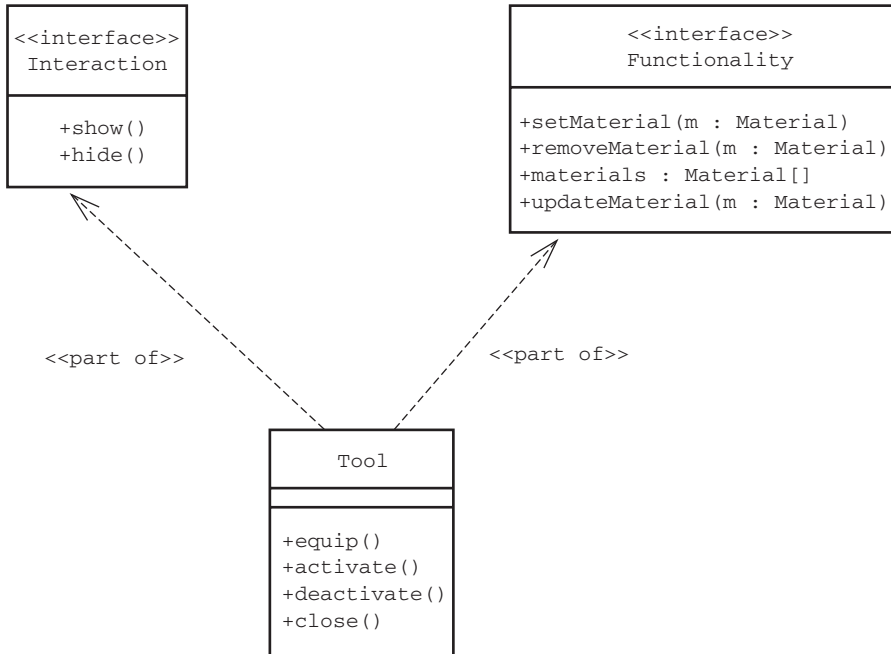 <<interface>>
Interaction
+show()
+hide()
<<interface>>
Functionality
+setMaterial(m : Material)
+removeMaterial(m : Material)
+materials : Material[]
+updateMaterial(m : Material)
<<part of>>
<<part of>>
Tool
+equip()
+activate()
+deactivate()
+close()